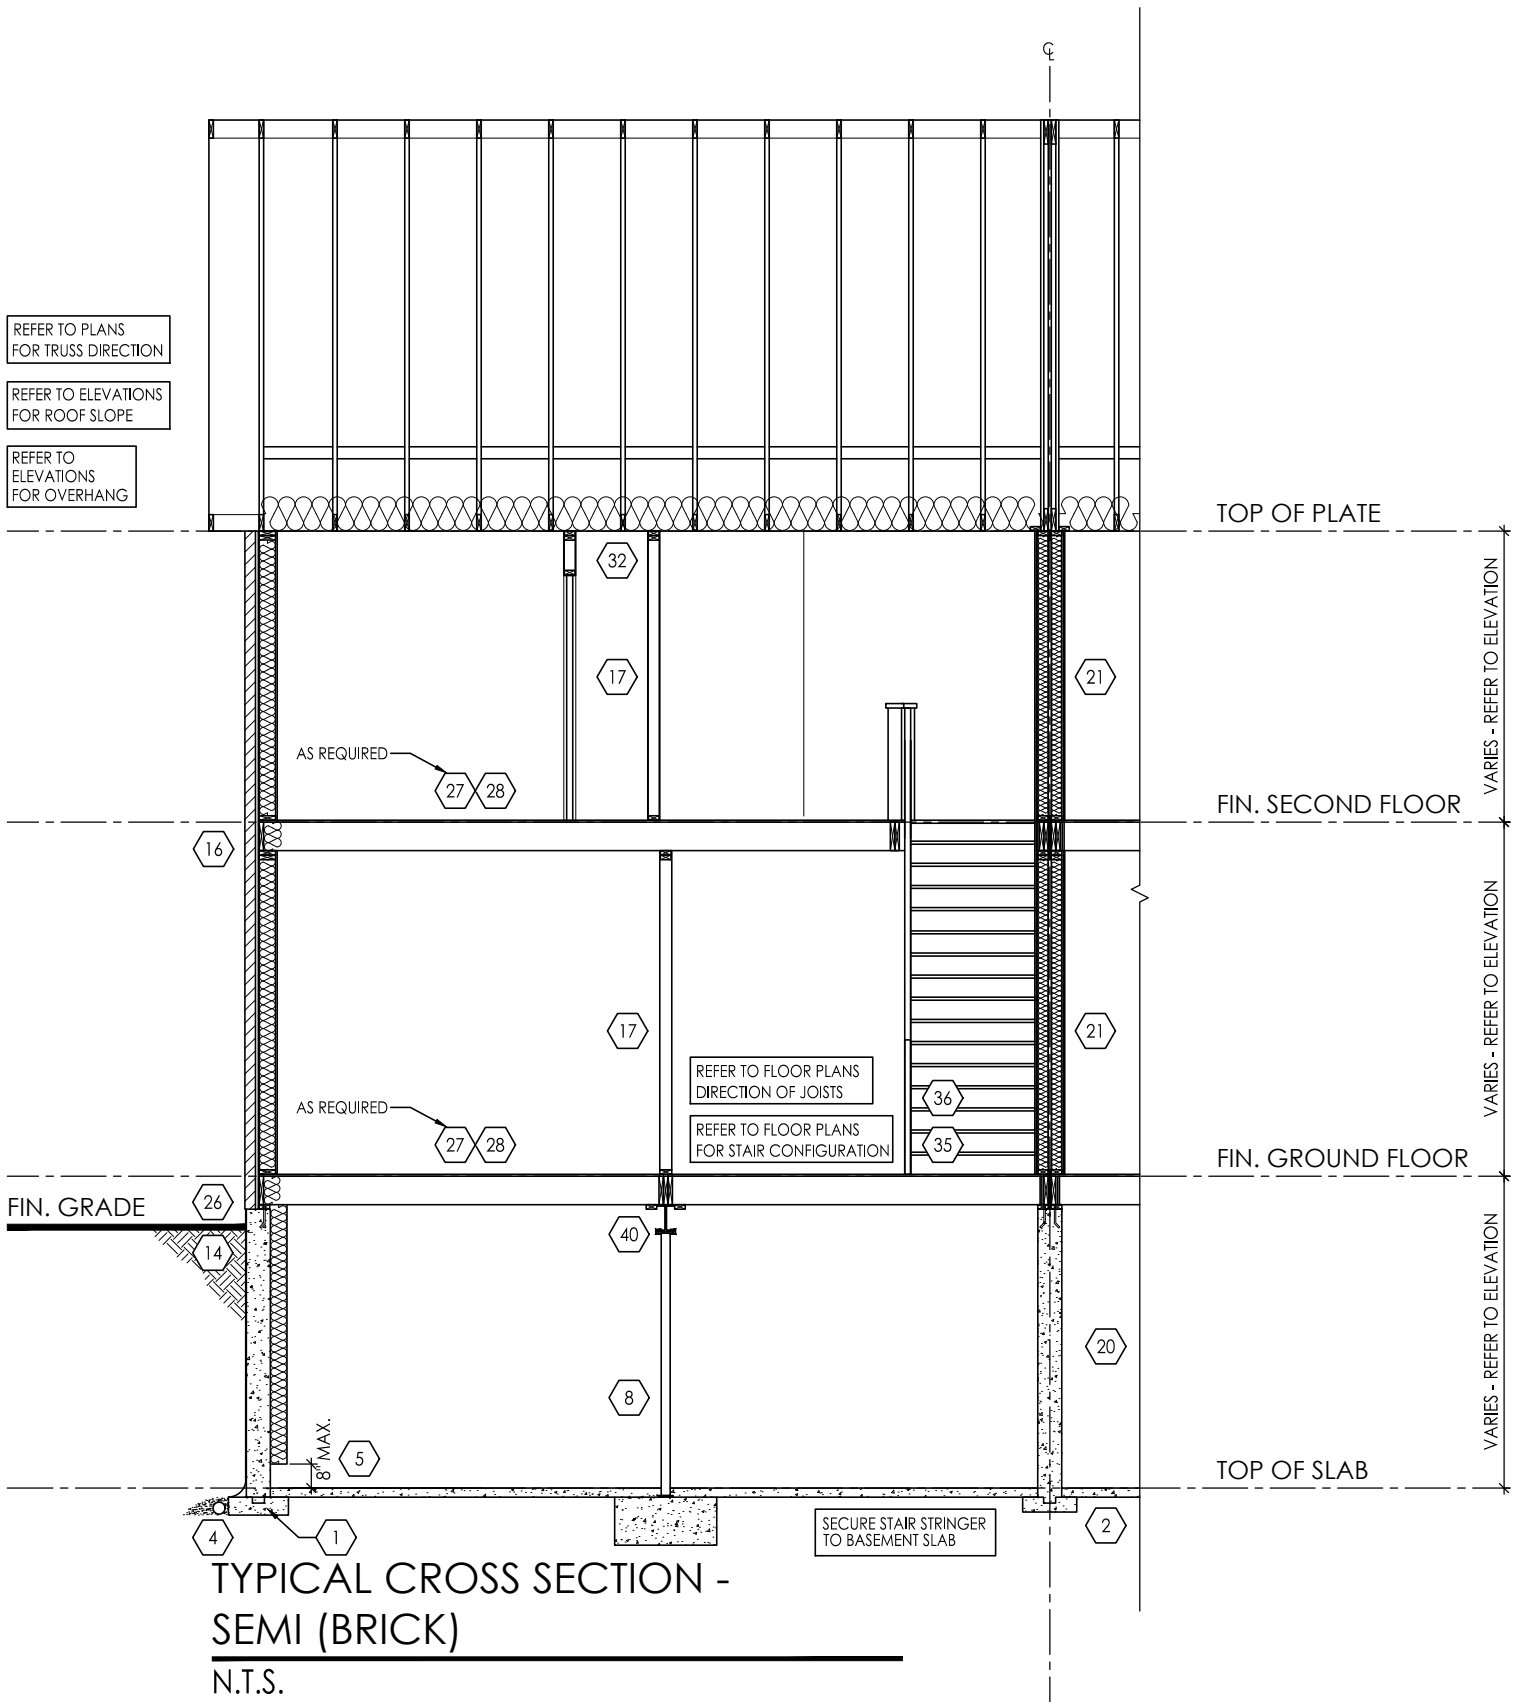 ℄
REFER TO PLANS
FOR TRUSS DIRECTION
REFER TO ELEVATIONS
FOR ROOF SLOPE
REFER TO
ELEVATIONS
FOR OVERHANG
TOP OF PLATE
32
17
21
VARIES - REFER TO ELEVATION
AS REQUIRED
27 28
FIN. SECOND FLOOR
16
17
21
VARIES - REFER TO ELEVATION
REFER TO FLOOR PLANS
DIRECTION OF JOISTS
36
AS REQUIRED
27 28
REFER TO FLOOR PLANS
FOR STAIR CONFIGURATION
35
FIN. GROUND FLOOR
26
FIN. GRADE
14
40
VARIES - REFER TO ELEVATION
20
8
8" MAX.
5
TOP OF SLAB
4
1
SECURE STAIR STRINGER
TO BASEMENT SLAB
2
TYPICAL CROSS SECTION -
SEMI (BRICK)
N.T.S.